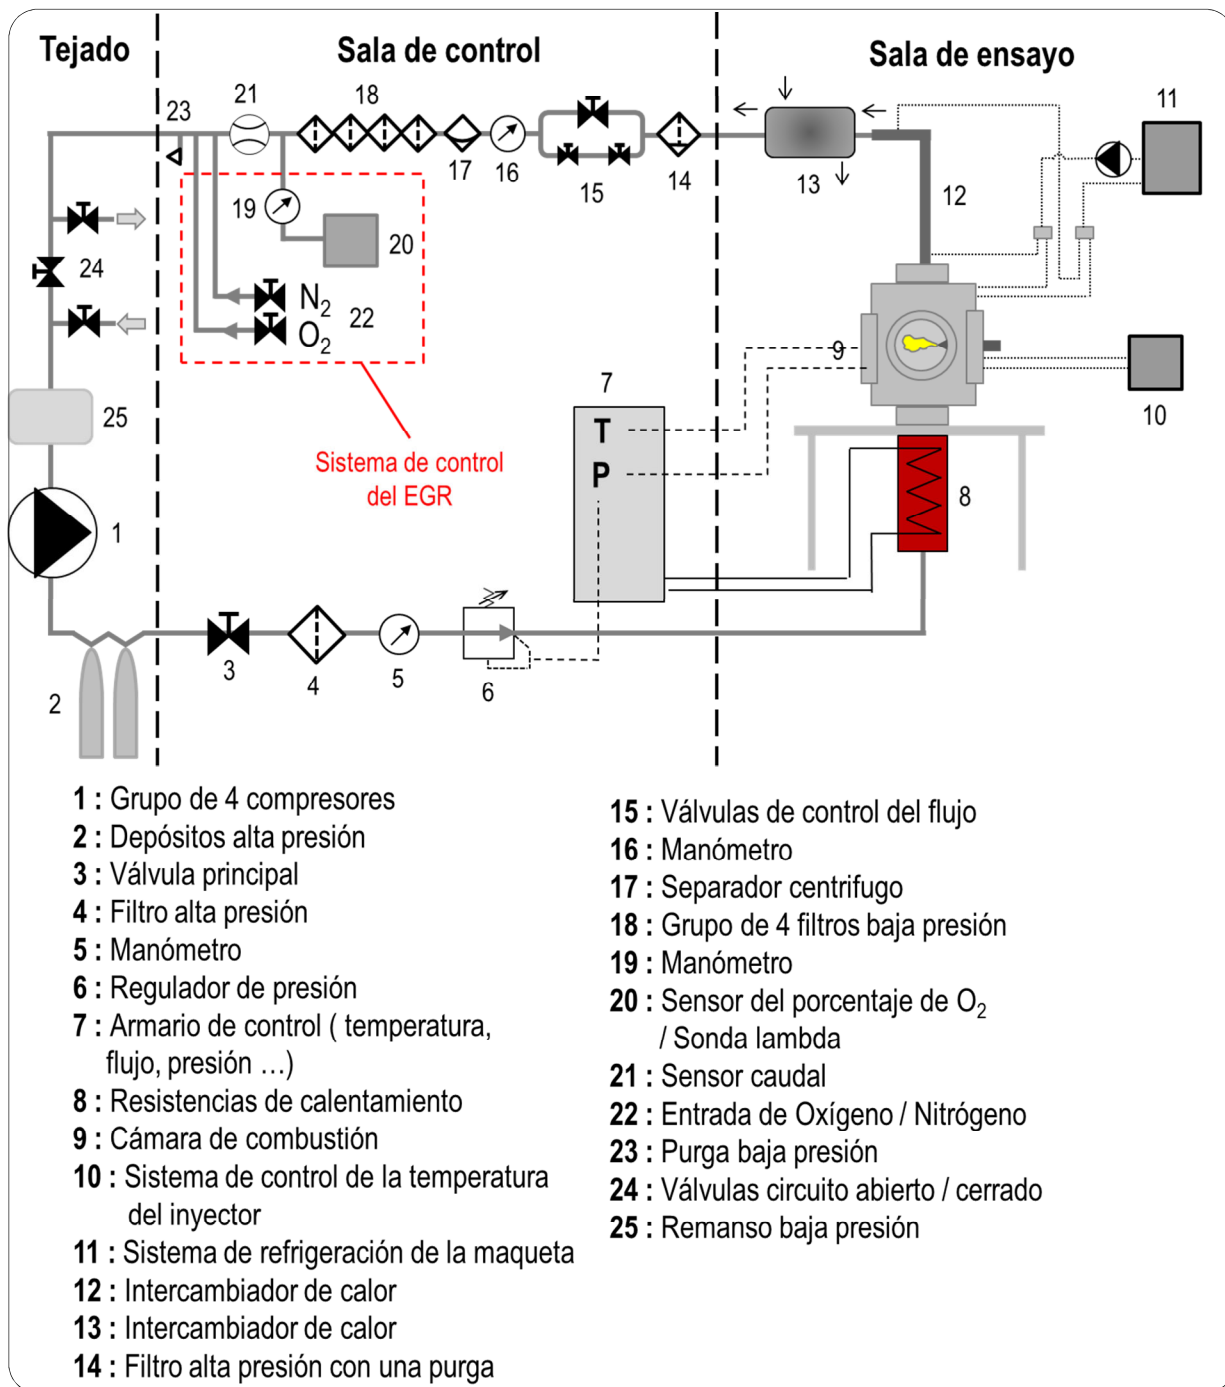 Tejado
Sala de control
Sala de ensayo
23
21
18
17
16
15
14
13
12
11
19
20
N2
O2
22
24
25
Sistema de control
del EGR
7
T
P
9
10
8
1
2
3
4
5
6
1 : Grupo de 4 compresores
2 : Depósitos alta presión
3 : Válvula principal
4 : Filtro alta presión
5 : Manómetro
6 : Regulador de presión
7 : Armario de control ( temperatura,
flujo, presión ...)
8 : Resistencias de calentamiento
9 : Cámara de combustión
10 : Sistema de control de la temperatura
del inyector
11 : Sistema de refrigeración de la maqueta
12 : Intercambiador de calor
13 : Intercambiador de calor
14 : Filtro alta presión con una purga
15 : Válvulas de control del flujo
16 : Manómetro
17 : Separador centrifugo
18 : Grupo de 4 filtros baja presión
19 : Manómetro
20 : Sensor del porcentaje de O2
/ Sonda lambda
21 : Sensor caudal
22 : Entrada de Oxígeno / Nitrógeno
23 : Purga baja presión
24 : Válvulas circuito abierto / cerrado
25 : Remanso baja presión